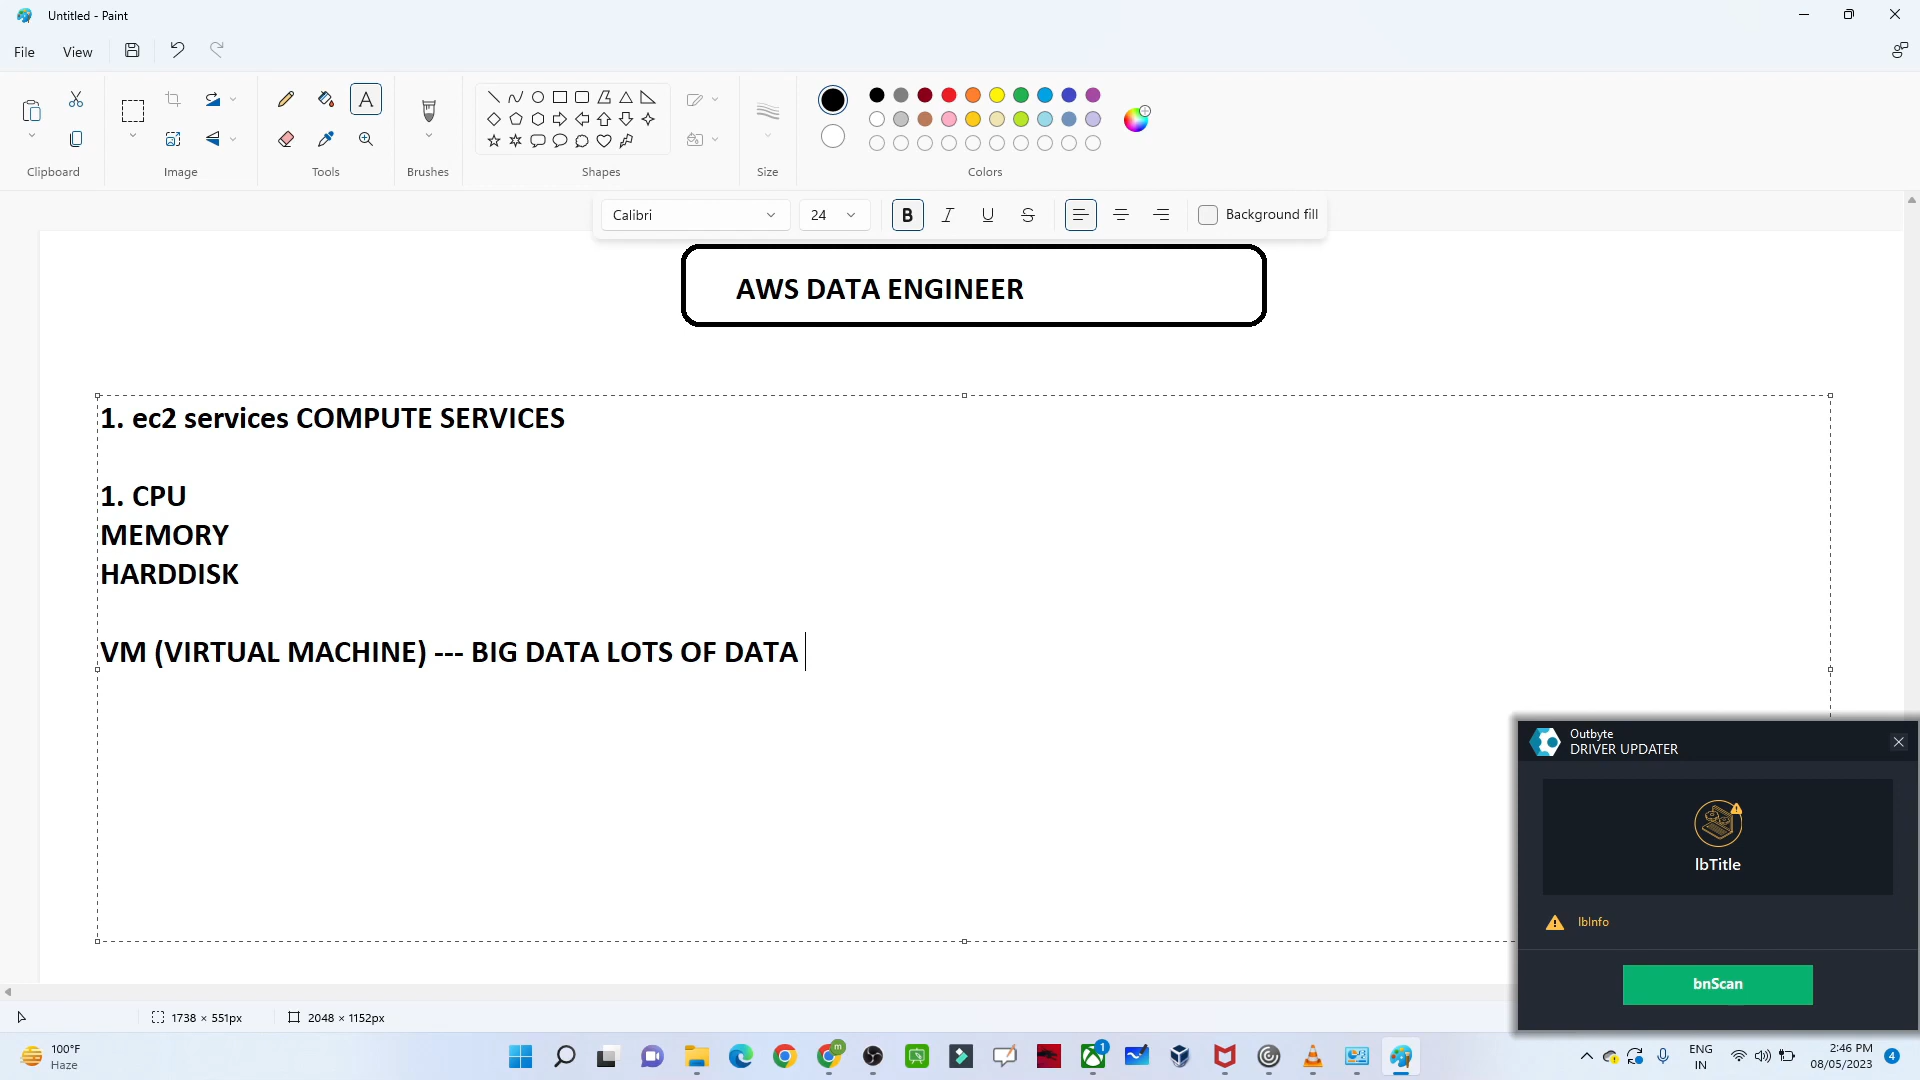 Untitled - Paint
File
View
Clipboard
Image
Tools
Brushes
Shapes
Size
Colors
Calibri
24
B
Background fill
AWS DATA ENGINEER
1. ec2 services COMPUTE SERVICES
1. CPU
MEMORY
HARDDISK
VM (VIRTUAL MACHINE) --- BIG DATA LOTS OF DATA
Outbyte
DRIVER UPDATER
lbTitle
lbInfo
bnScan
1738 × 551px
2048 × 1152px
100°F
Haze
m
1
ENG
IN
2:46 PM
08/05/2023
4